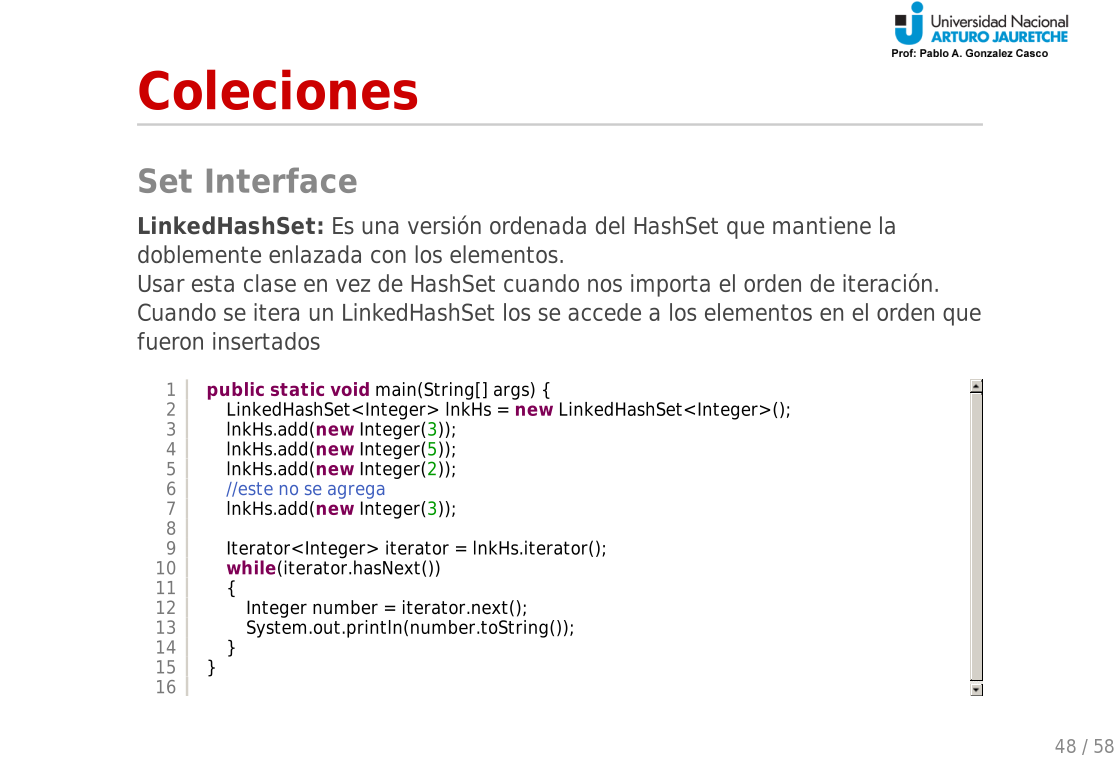 Universidad Nacional
ARTURO JAURETCHE
Prof: Pablo A. Gonzalez Casco
Coleciones
Set Interface
LinkedHashSet: Es una versión ordenada del HashSet que mantiene la
doblemente enlazada con los elementos.
Usar esta clase en vez de HashSet cuando nos importa el orden de iteración.
Cuando se itera un LinkedHashSet los se accede a los elementos en el orden que
fueron insertados
1 public static void main(String[] args) {
2 LinkedHashSet<Integer> lnkHs = new LinkedHashSet<Integer>();
3 lnkHs.add(new Integer(3));
4 lnkHs.add(new Integer(5));
5 lnkHs.add(new Integer(2));
6 //este no se agrega
7 lnkHs.add(new Integer(3));
8
9 Iterator<Integer> iterator = lnkHs.iterator();
10 while(iterator.hasNext())
11 {
12 Integer number = iterator.next();
13 System.out.println(number.toString());
14 }
15 }
16
48 / 58